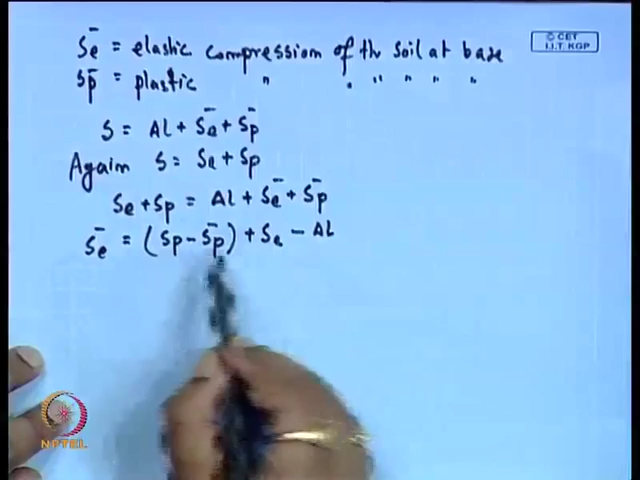 © CET
I.I.T. KGP
S̄e = elastic compression of the soil at base
S̄p = plastic " " " " " "
S = ΔL + S̄e + S̄p
Again S = Se + Sp
Se + Sp = ΔL + S̄e + S̄p
S̄e = (Sp - S̄p) + Se - ΔL
NPTEL